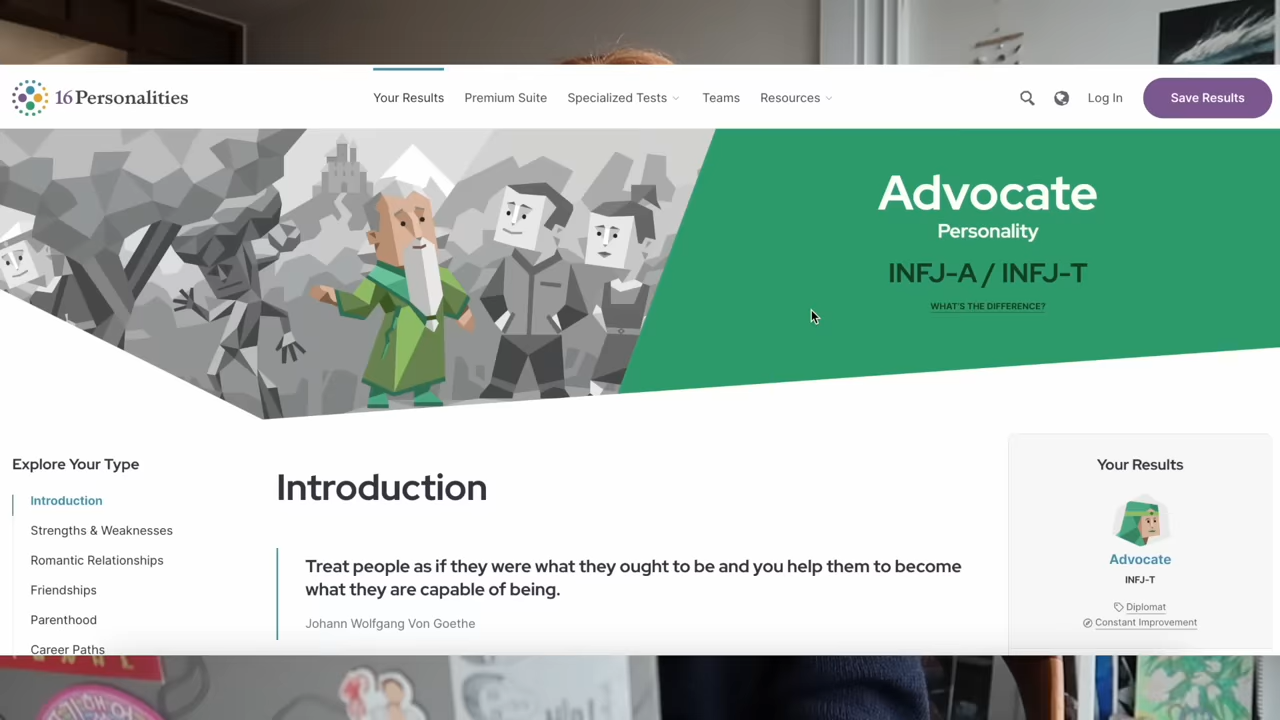 16Personalities
Your Results
Premium Suite
Specialized Tests
Teams
Resources
Log In
Save Results
Advocate
Personality
INFJ-A / INFJ-T
WHAT'S THE DIFFERENCE?
Explore Your Type
Introduction
Strengths & Weaknesses
Romantic Relationships
Friendships
Parenthood
Career Paths
Introduction
Treat people as if they were what they ought to be and you help them to become
what they are capable of being.
Johann Wolfgang Von Goethe
Your Results
Advocate
INFJ-T
Diplomat
Constant Improvement